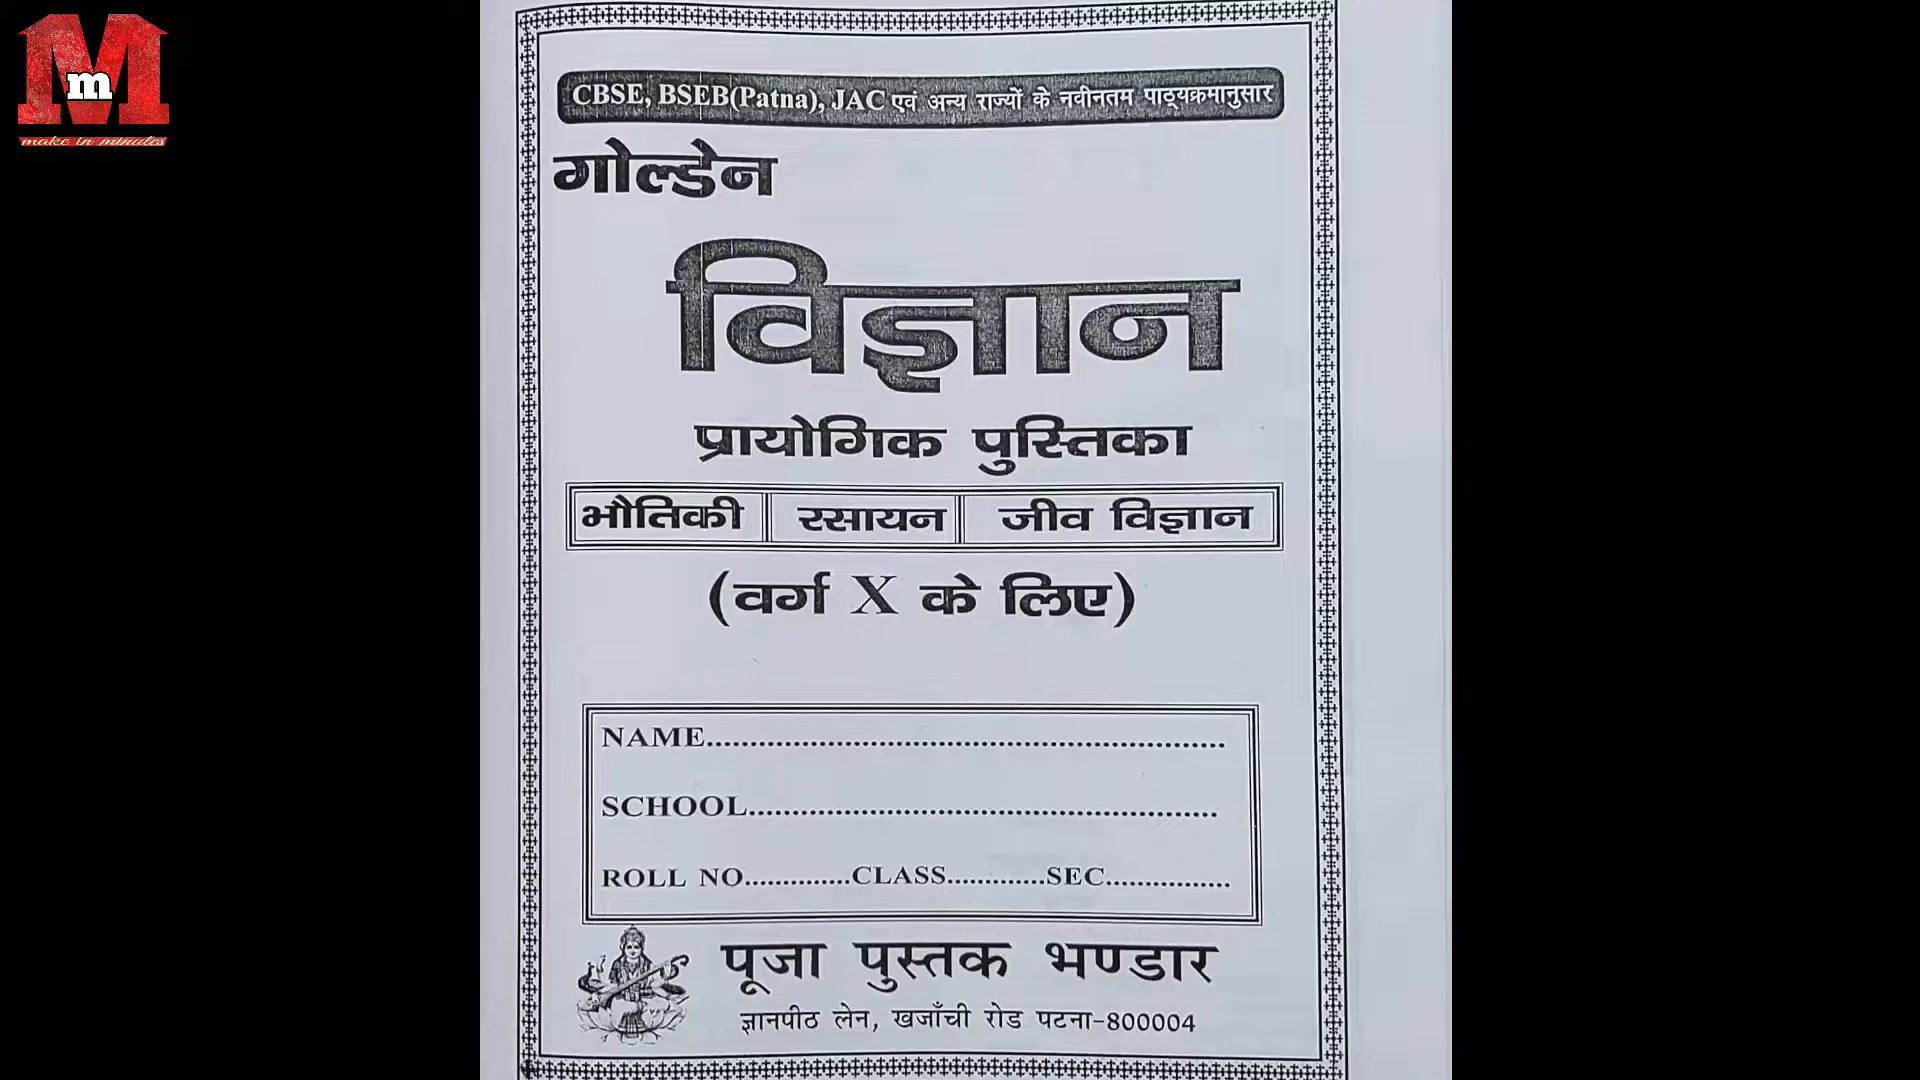 M
m
make in minutes
CBSE, BSEB(Patna), JAC एवं अन्य राज्यों के नवीनतम पाठ्यक्रमानुसार
गोल्डेन
विज्ञान
प्रायोगिक पुस्तिका
भौतिकी रसायन जीव विज्ञान
(वर्ग X के लिए)
NAME............................................................
SCHOOL......................................................
ROLL NO.............CLASS............SEC...............
पूजा पुस्तक भण्डार
ज्ञानपीठ लेन, खजाँची रोड पटना-800004